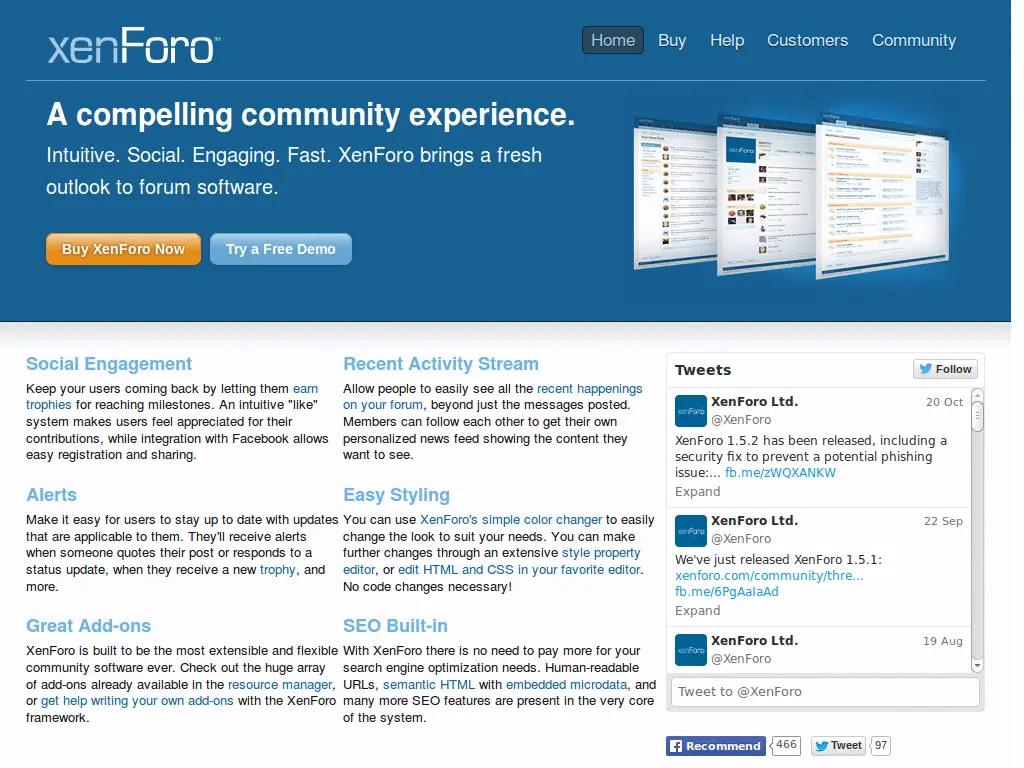 xenForo™
Home Buy Help Customers Community
A compelling community experience.
Intuitive. Social. Engaging. Fast. XenForo brings a fresh
outlook to forum software.
Buy XenForo Now Try a Free Demo
Social Engagement
Keep your users coming back by letting them earn
trophies for reaching milestones. An intuitive "like"
system makes users feel appreciated for their
contributions, while integration with Facebook allows
easy registration and sharing.
Recent Activity Stream
Allow people to easily see all the recent happenings
on your forum, beyond just the messages posted.
Members can follow each other to get their own
personalized news feed showing the content they
want to see.
Alerts
Make it easy for users to stay up to date with updates
that are applicable to them. They'll receive alerts
when someone quotes their post or responds to a
status update, when they receive a new trophy, and
more.
Easy Styling
You can use XenForo's simple color changer to easily
change the look to suit your needs. You can make
further changes through an extensive style property
editor, or edit HTML and CSS in your favorite editor.
No code changes necessary!
Great Add-ons
XenForo is built to be the most extensible and flexible
community software ever. Check out the huge array
of add-ons already available in the resource manager,
or get help writing your own add-ons with the XenForo
framework.
SEO Built-in
With XenForo there is no need to pay more for your
search engine optimization needs. Human-readable
URLs, semantic HTML with embedded microdata, and
many more SEO features are present in the very core
of the system.
Tweets Follow
XenForo Ltd. 20 Oct
@XenForo
XenForo 1.5.2 has been released, including a
security fix to prevent a potential phishing
issue:... fb.me/zWQXANKW
Expand
XenForo Ltd. 22 Sep
@XenForo
We've just released XenForo 1.5.1:
xenforo.com/community/thre...
fb.me/6PgAaIaAd
Expand
XenForo Ltd. 19 Aug
@XenForo
Tweet to @XenForo
Recommend 466 Tweet 97